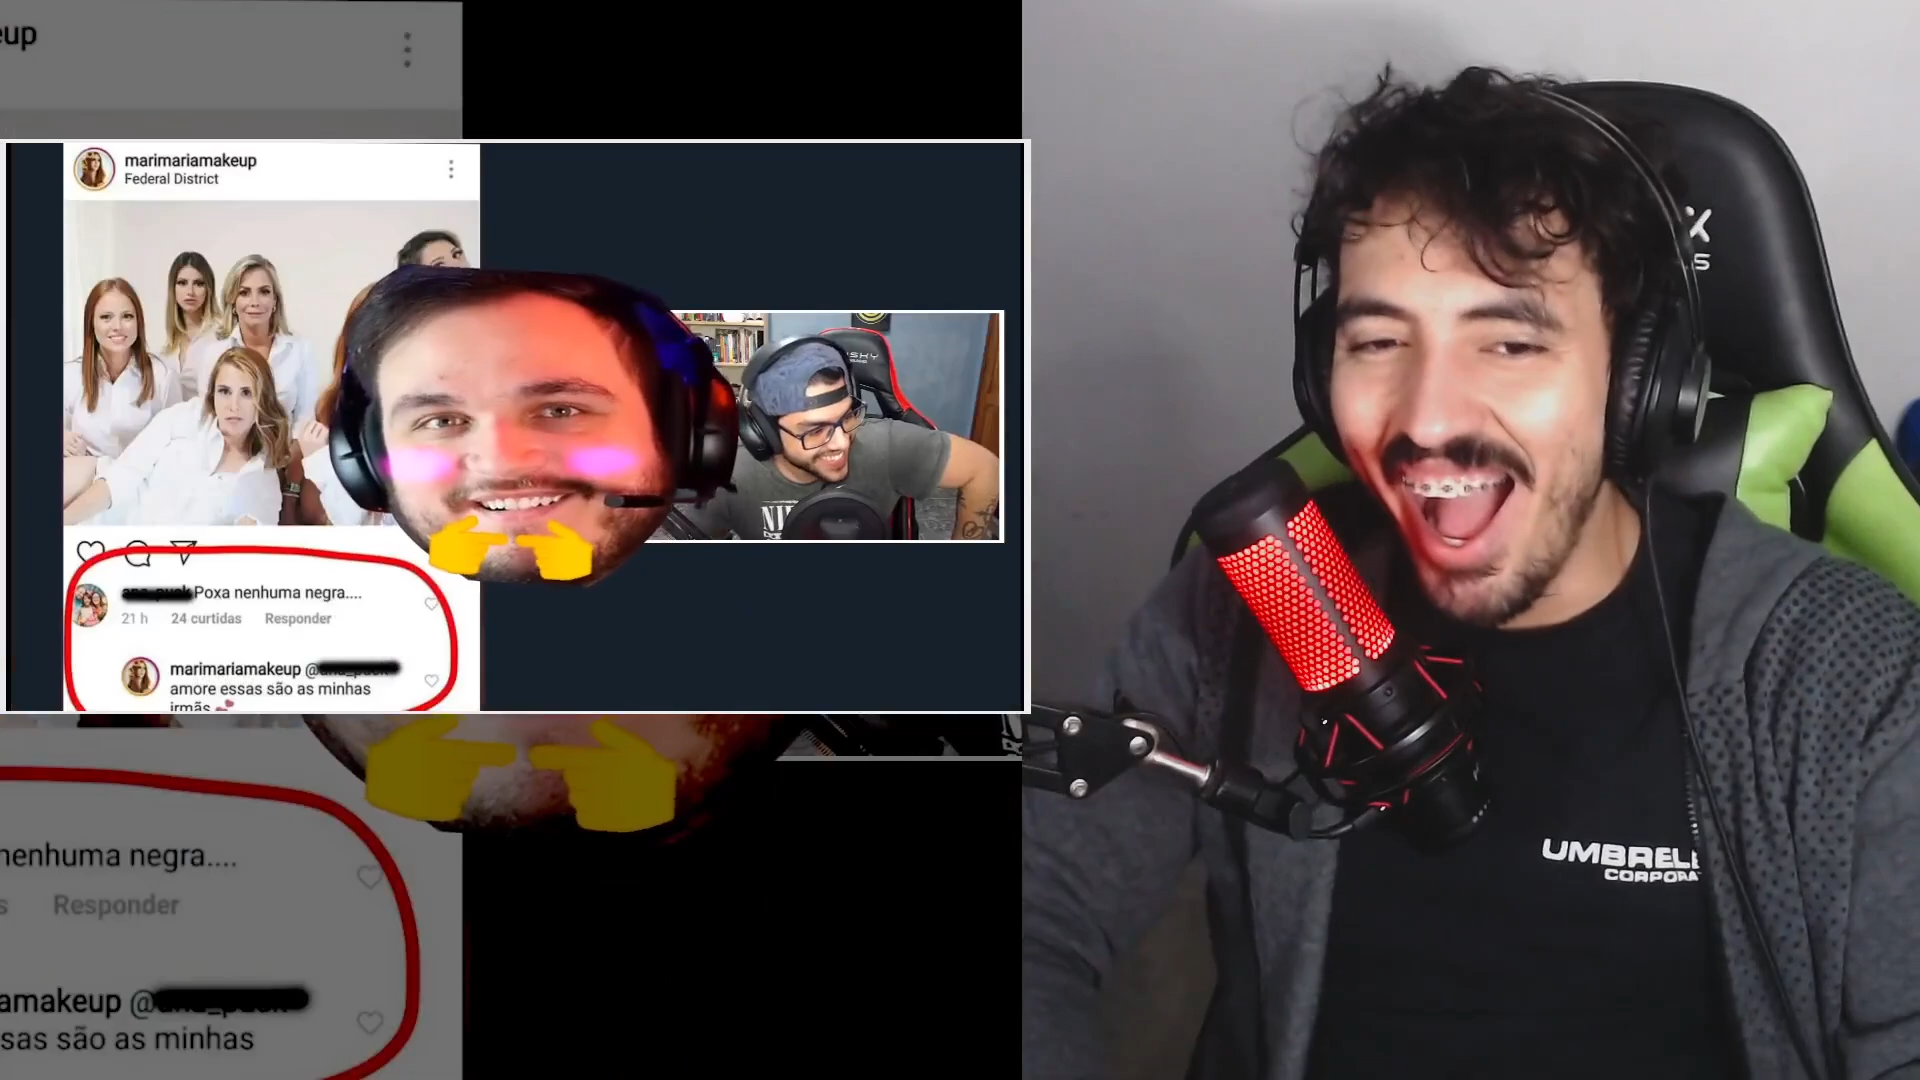 eup
marimariamakeup
Federal District
Poxa nenhuma negra....
21 h 24 curtidas Responder
marimariamakeup @
amore essas são as minhas
irmãs
nenhuma negra....
s Responder
amakeup @
sas são as minhas
UMBREL
CORPORA